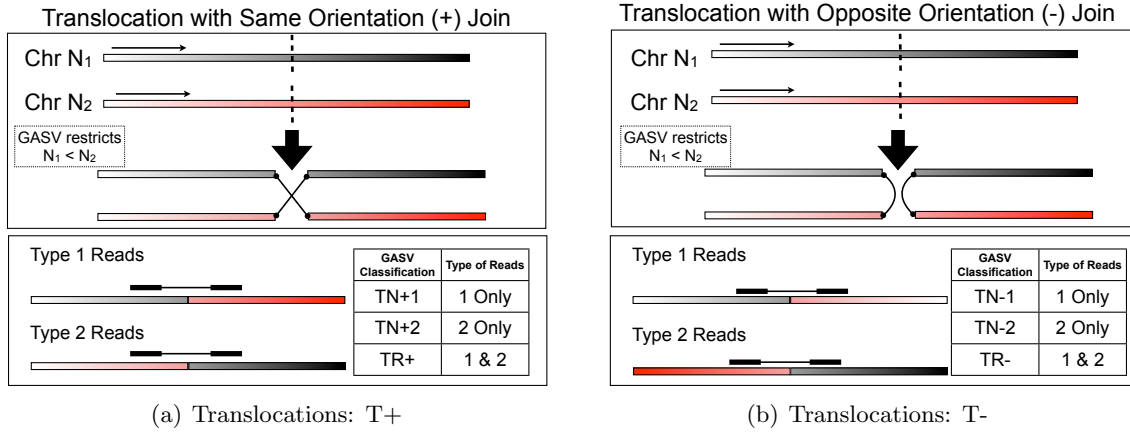 Translocation with Same Orientation (+) Join
Chr N₁
Chr N₂
GASV restricts
N₁ < N₂
Type 1 Reads
Type 2 Reads
GASV Classification Type of Reads
TN+1 1 Only
TN+2 2 Only
TR+ 1 & 2
(a) Translocations: T+
Translocation with Opposite Orientation (-) Join
Chr N₁
Chr N₂
GASV restricts
N₁ < N₂
Type 1 Reads
Type 2 Reads
GASV Classification Type of Reads
TN-1 1 Only
TN-2 2 Only
TR- 1 & 2
(b) Translocations: T-